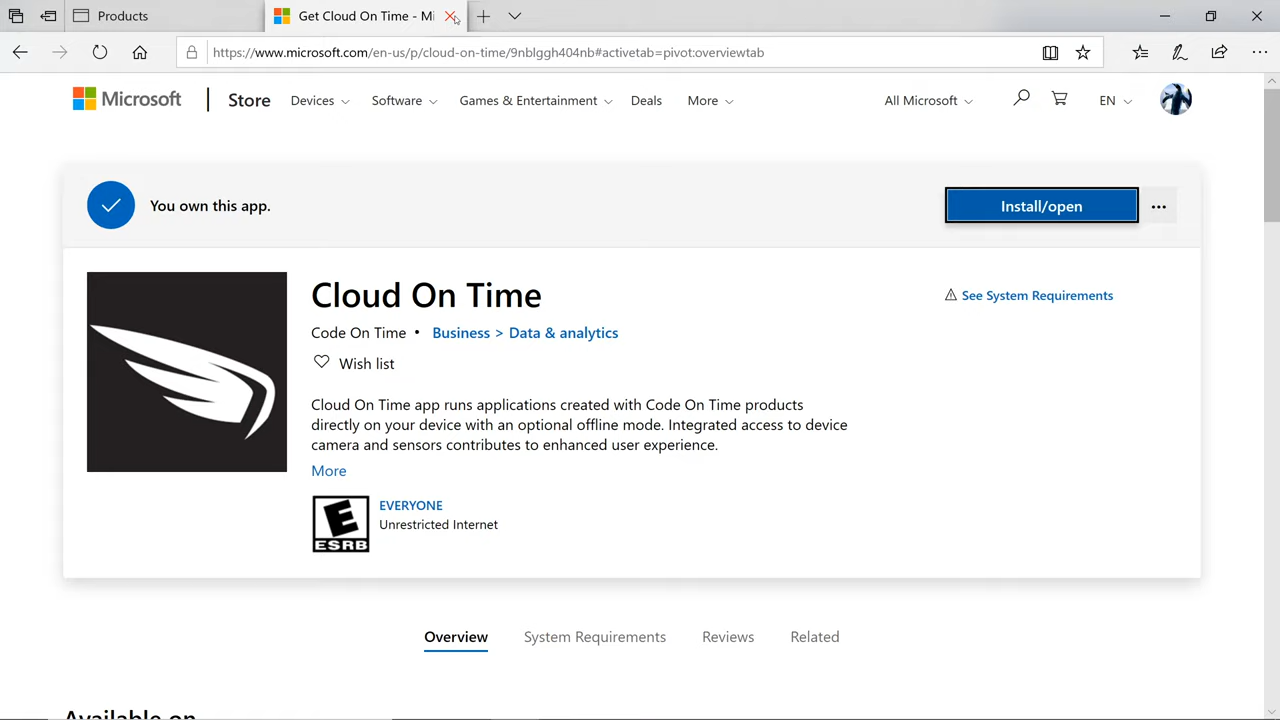 Products
Get Cloud On Time - Mi
https://www.microsoft.com/en-us/p/cloud-on-time/9nblggh404nb#activetab=pivot:overviewtab
Microsoft Store Devices Software Games & Entertainment Deals More All Microsoft EN
You own this app.
Install/open
Cloud On Time
See System Requirements
Code On Time • Business > Data & analytics
Wish list
Cloud On Time app runs applications created with Code On Time products
directly on your device with an optional offline mode. Integrated access to device
camera and sensors contributes to enhanced user experience.
More
E
ESRB
EVERYONE
Unrestricted Internet
Overview System Requirements Reviews Related
Available on